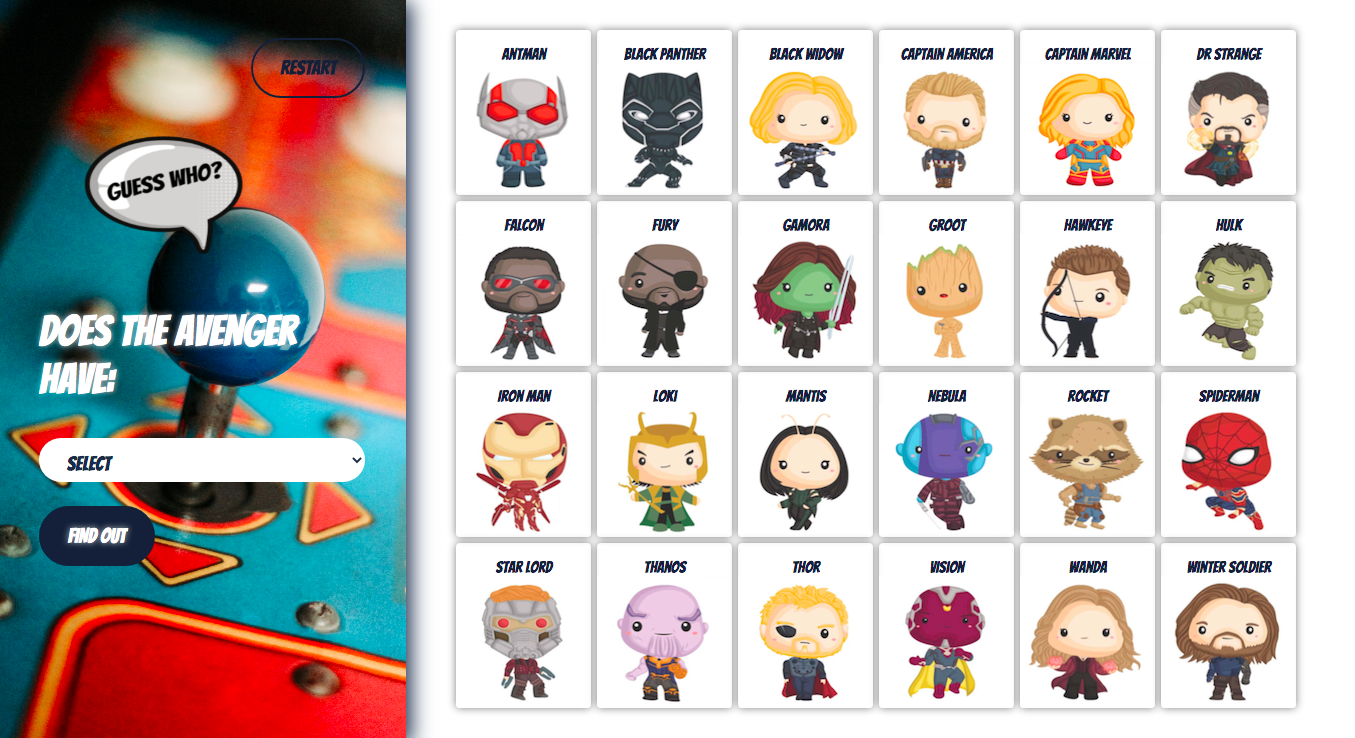 RESTART
GUESS WHO?
DOES THE AVENGER
HAVE:
SELECT
FIND OUT
ANTMAN
BLACK PANTHER
BLACK WIDOW
CAPTAIN AMERICA
CAPTAIN MARVEL
DR STRANGE
FALCON
FURY
GAMORA
GROOT
HAWKEYE
HULK
IRON MAN
LOKI
MANTIS
NEBULA
ROCKET
SPIDERMAN
STAR LORD
THANOS
THOR
VISION
WANDA
WINTER SOLDIER